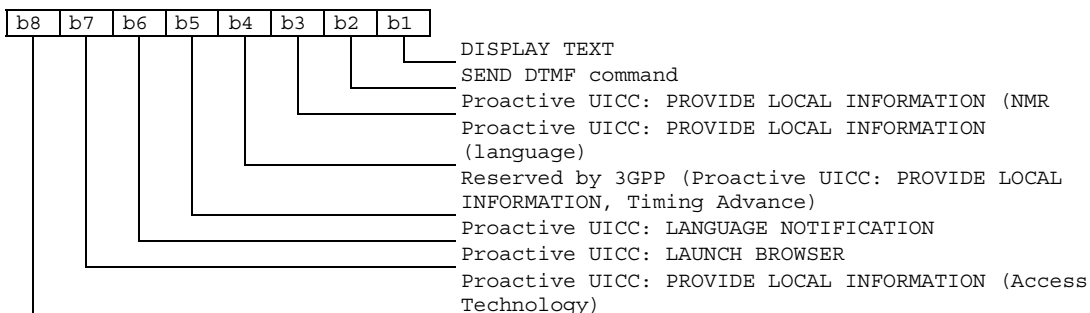 b8 b7 b6 b5 b4 b3 b2 b1
DISPLAY TEXT
SEND DTMF command
Proactive UICC: PROVIDE LOCAL INFORMATION (NMR
Proactive UICC: PROVIDE LOCAL INFORMATION
(language)
Reserved by 3GPP (Proactive UICC: PROVIDE LOCAL
INFORMATION, Timing Advance)
Proactive UICC: LANGUAGE NOTIFICATION
Proactive UICC: LAUNCH BROWSER
Proactive UICC: PROVIDE LOCAL INFORMATION (Access
Technology)